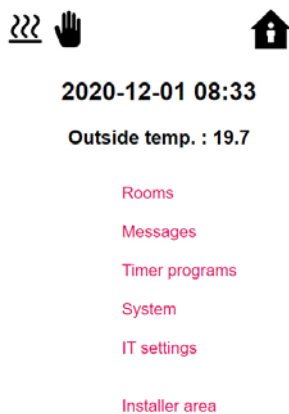 2020-12-01 08:33
Outside temp. : 19.7
Rooms
Messages
Timer programs
System
IT settings
Installer area